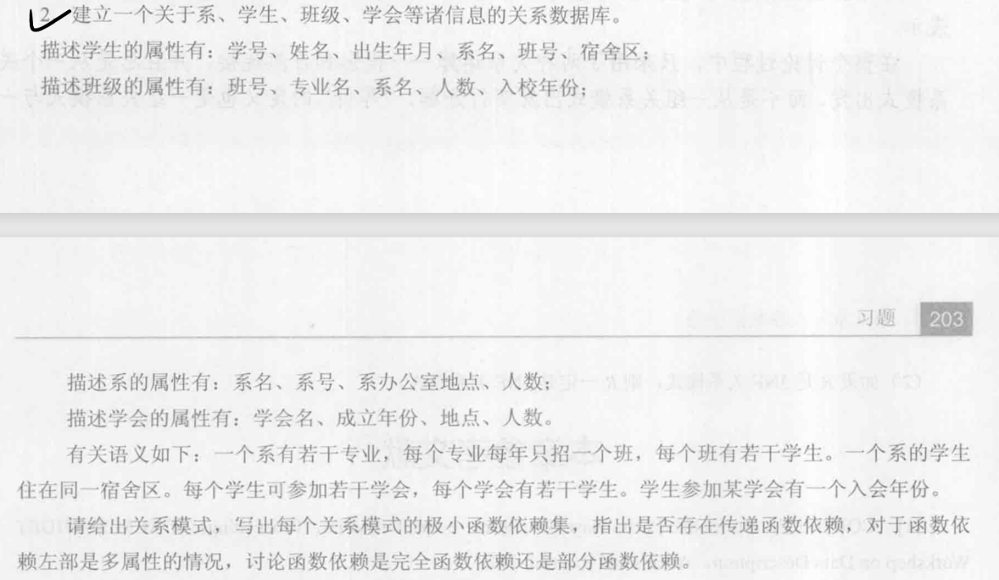 2 建立一个关于系、学生、班级、学会等诸信息的关系数据库。
描述学生的属性有：学号、姓名、出生年月、系名、班号、宿舍区；
描述班级的属性有：班号、专业名、系名、人数、入校年份；
习题 203
描述系的属性有：系名、系号、系办公室地点、人数；
描述学会的属性有：学会名、成立年份、地点、人数。
有关语义如下：一个系有若干专业，每个专业每年只招一个班，每个班有若干学生。一个系的学生
住在同一宿舍区。每个学生可参加若干学会，每个学会有若干学生。学生参加某学会有一个入会年份。
请给出关系模式，写出每个关系模式的极小函数依赖集，指出是否存在传递函数依赖，对于函数依
赖左部是多属性的情况，讨论函数依赖是完全函数依赖还是部分函数依赖。